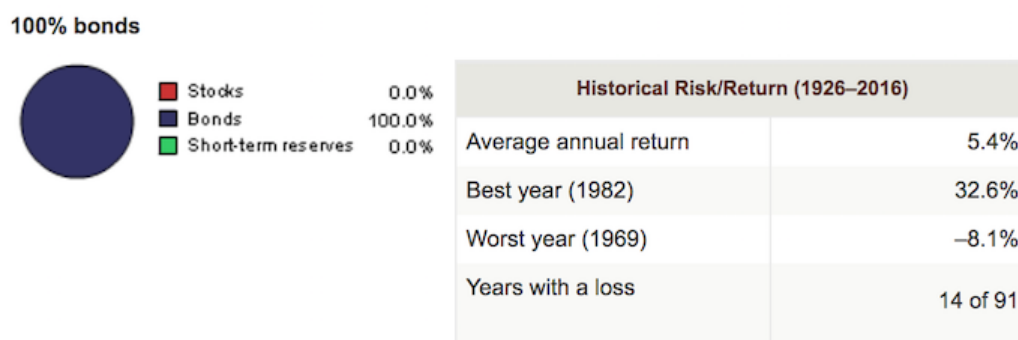 100% bonds
Stocks 0.0%
Bonds 100.0%
Short-term reserves 0.0%
Historical Risk/Return (1926–2016)
Average annual return 5.4%
Best year (1982) 32.6%
Worst year (1969) –8.1%
Years with a loss 14 of 91